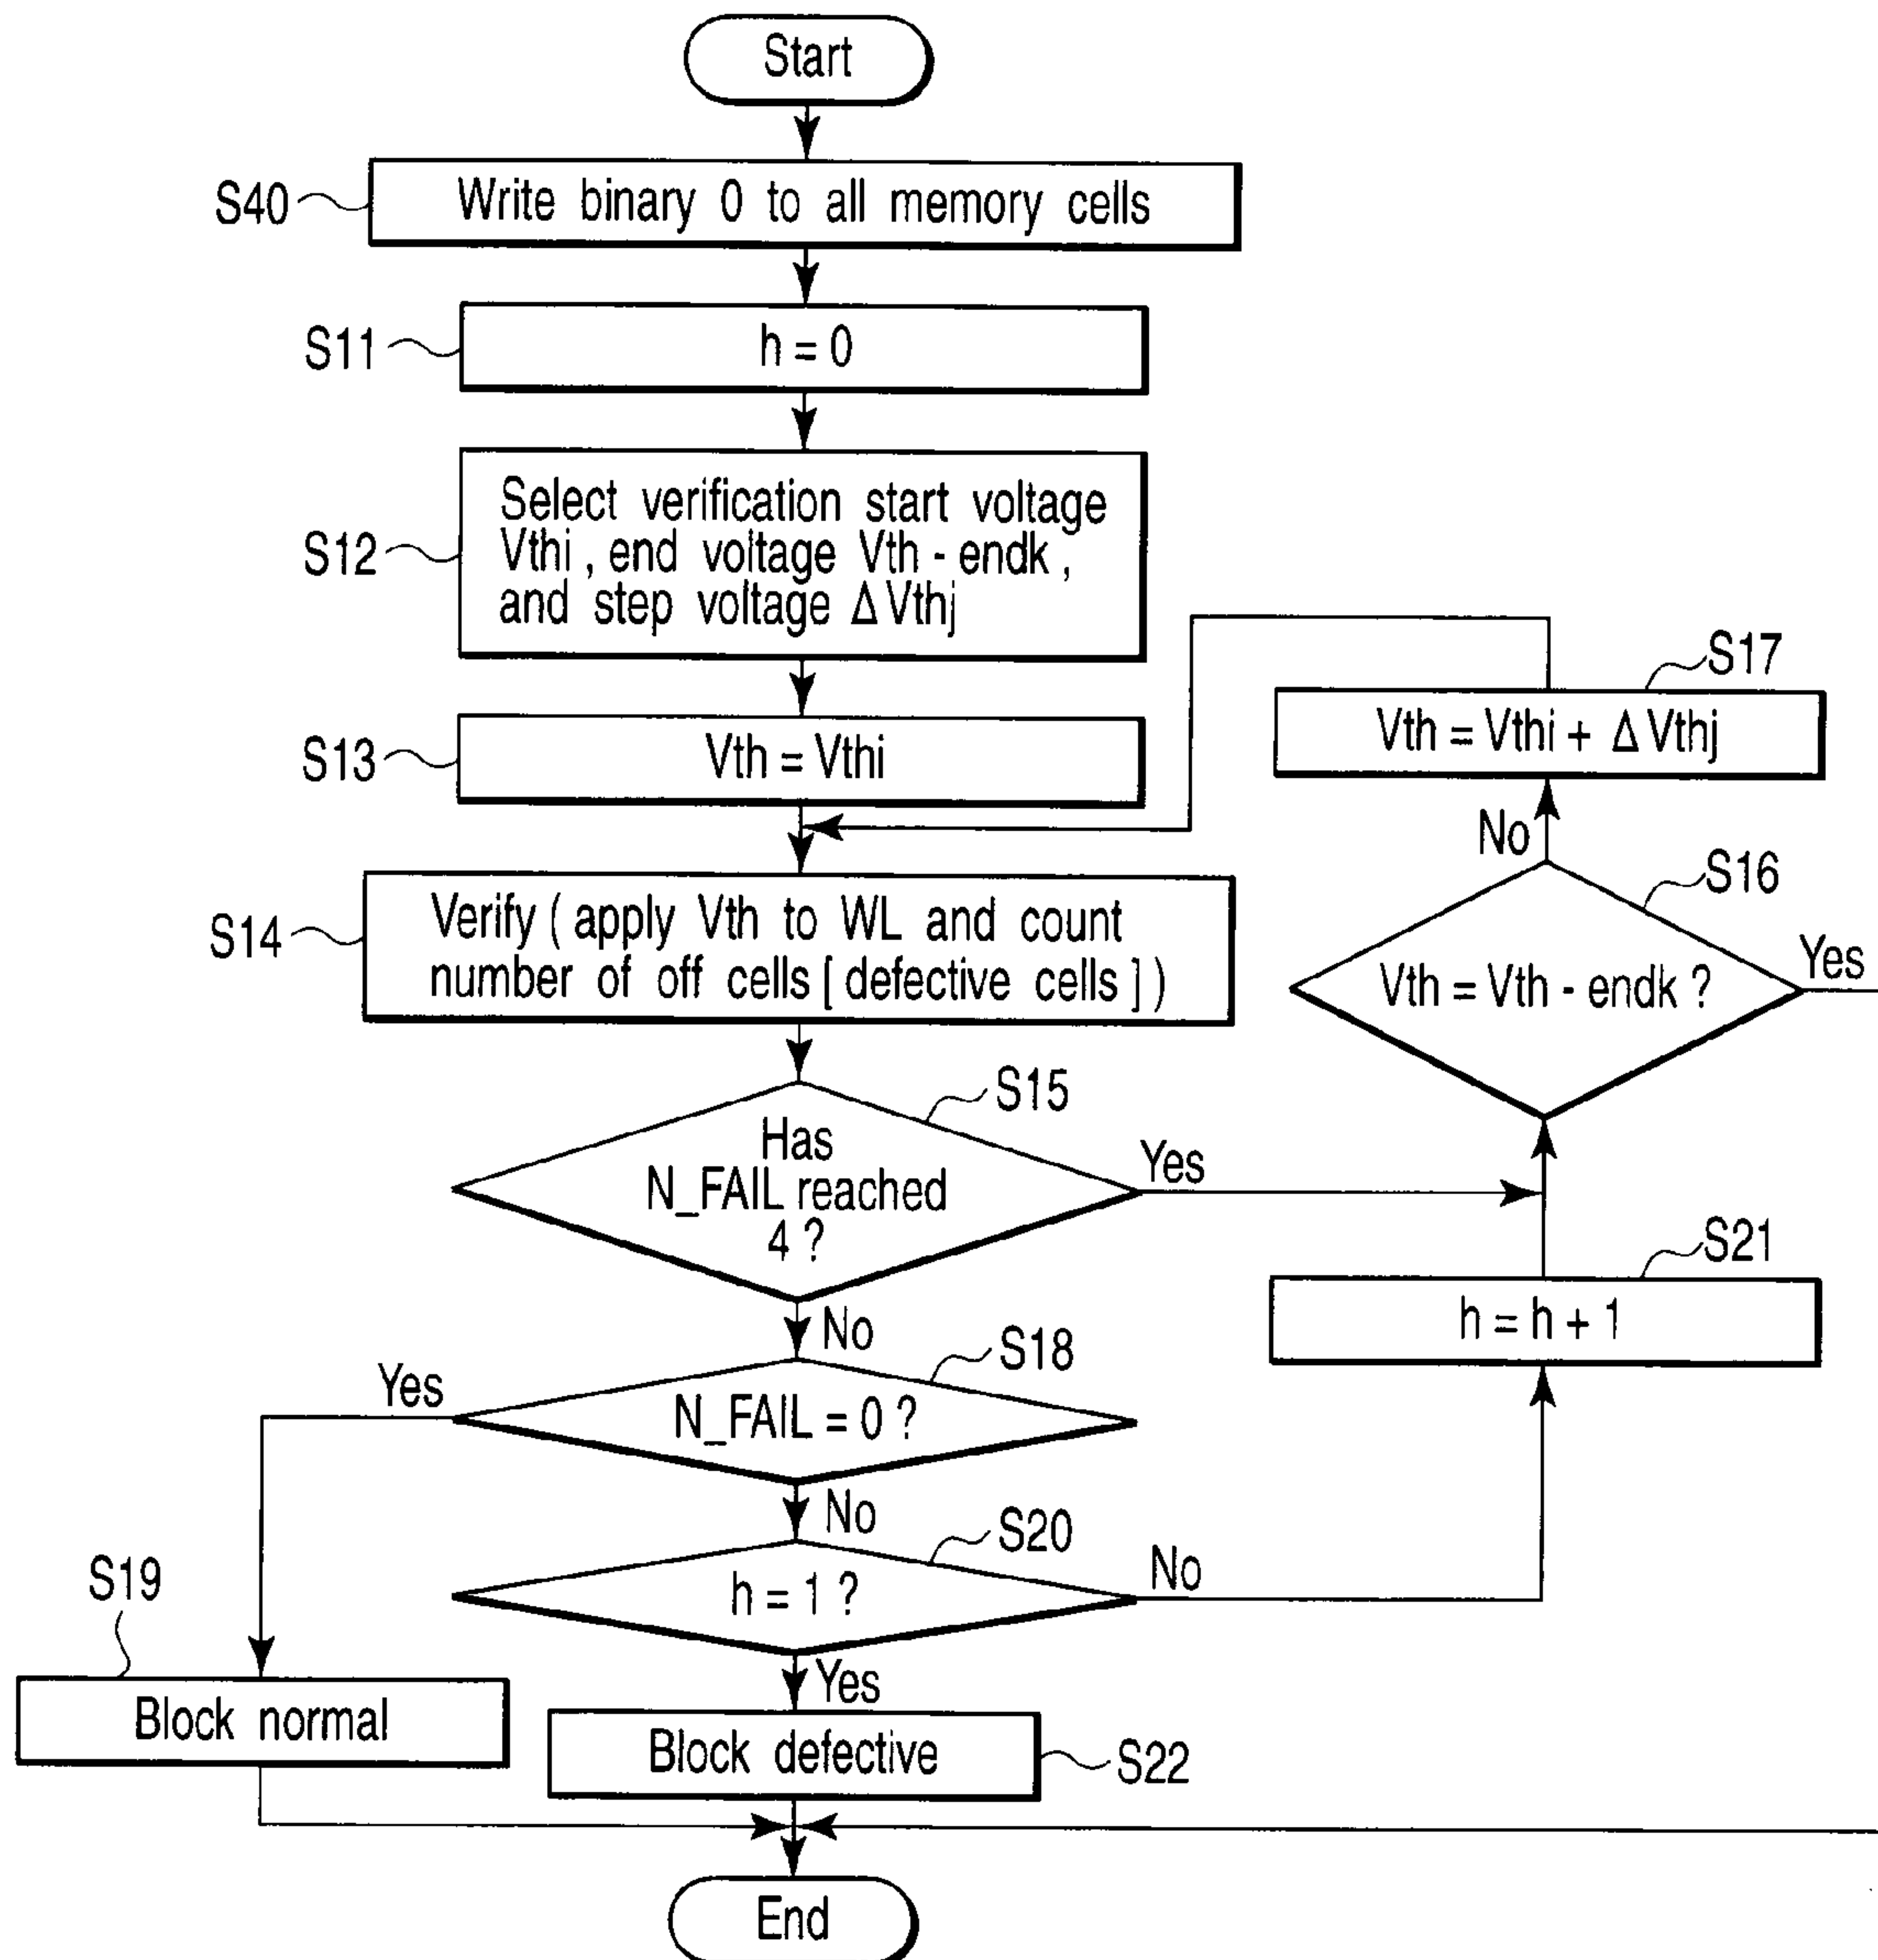 Start
S40
Write binary 0 to all memory cells
S11
h = 0
S12
Select verification start voltage
Vthi , end voltage Vth - endk ,
and step voltage Δ Vthj
S13
Vth = Vthi
S17
Vth = Vthi + Δ Vthj
No
S16
Vth = Vth - endk ?
Yes
S14
Verify ( apply Vth to WL and count
number of off cells [ defective cells ] )
S15
Has
N_FAIL reached
4 ?
Yes
No
S21
h = h + 1
S18
N_FAIL = 0 ?
Yes
No
S20
h = 1 ?
No
Yes
S19
Block normal
Block defective
S22
End